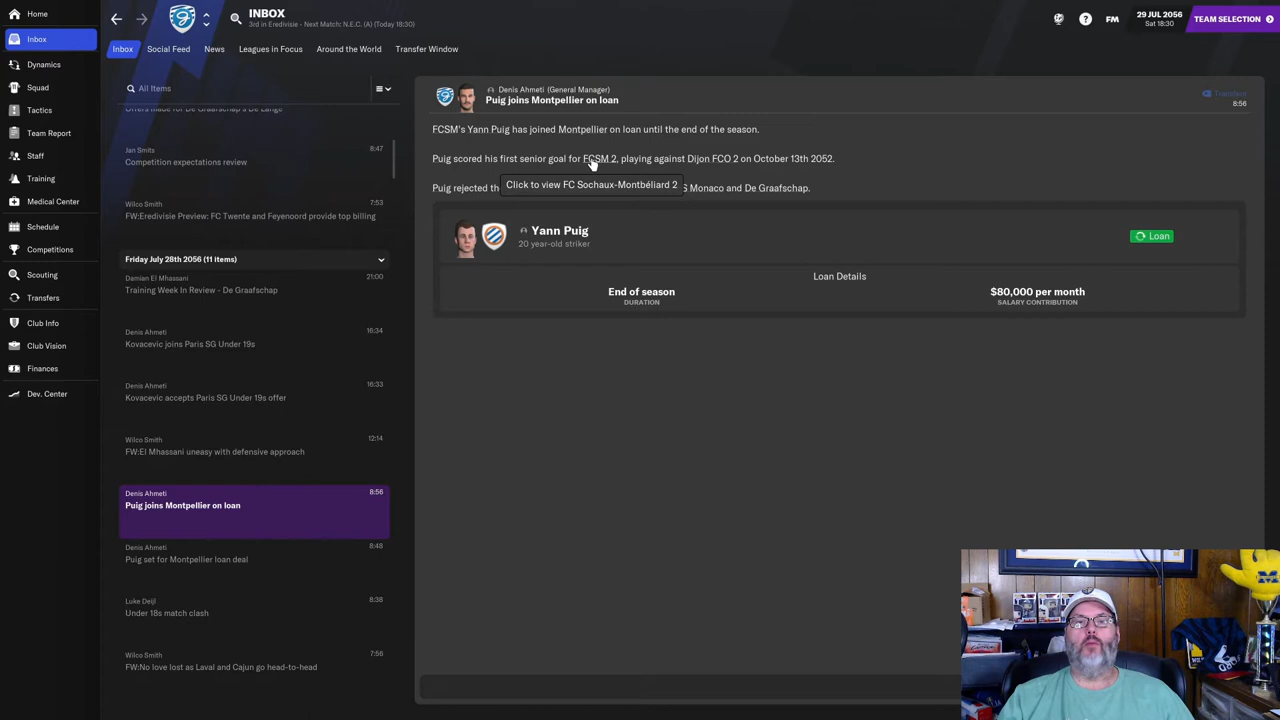 Home
INBOX
3rd in Eredivisie - Next Match: N.E.C. (A) (Today 18:30)
FM
29 JUL 2056
Sat 18:30
TEAM SELECTION
Inbox
Dynamics
Squad
Tactics
Team Report
Staff
Training
Medical Center
Schedule
Competitions
Scouting
Transfers
Club Info
Club Vision
Finances
Dev. Center
Inbox
Social Feed
News
Leagues in Focus
Around the World
Transfer Window
All Items
Offers made for De Graafschap's De Lange
Jan Smits
8:47
Competition expectations review
Wilco Smith
7:53
FW:Eredivisie Preview: FC Twente and Feyenoord provide top billing
Friday July 28th 2056 (11 items)
Damian El Mhassani
21:00
Training Week In Review - De Graafschap
Denis Ahmeti
16:34
Kovacevic joins Paris SG Under 19s
Denis Ahmeti
16:33
Kovacevic accepts Paris SG Under 19s offer
Wilco Smith
12:14
FW:El Mhassani uneasy with defensive approach
Denis Ahmeti
8:56
Puig joins Montpellier on loan
Denis Ahmeti
8:48
Puig set for Montpellier loan deal
Luke Deijl
8:38
Under 18s match clash
Wilco Smith
7:56
FW:No love lost as Laval and Cajun go head-to-head
Denis Ahmeti (General Manager)
Puig joins Montpellier on loan
Transfers
8:56
FCSM's Yann Puig has joined Montpellier on loan until the end of the season.
Puig scored his first senior goal for FCSM 2, playing against Dijon FCO 2 on October 13th 2052.
Click to view FC Sochaux-Montbéliard 2
Puig rejected the S Monaco and De Graafschap.
Yann Puig
20 year-old striker
Loan
Loan Details
End of season
DURATION
$80,000 per month
SALARY CONTRIBUTION